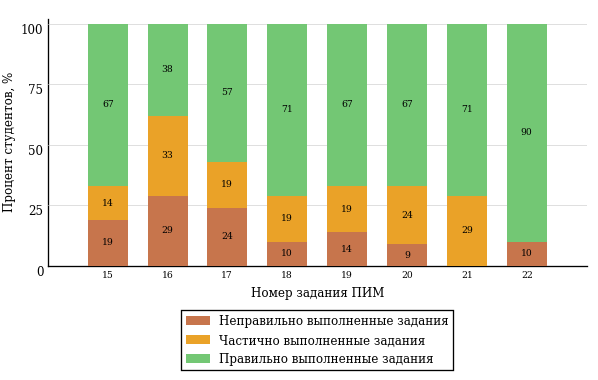 100
75
50
25
0
Процент студентов, %
67 38 57 71 67 67 71 90
14 33 19 19 19 24 29
19 29 24 10 14 9 10
15 16 17 18 19 20 21 22
Номер задания ПИМ
Неправильно выполненные задания
Частично выполненные задания
Правильно выполненные задания